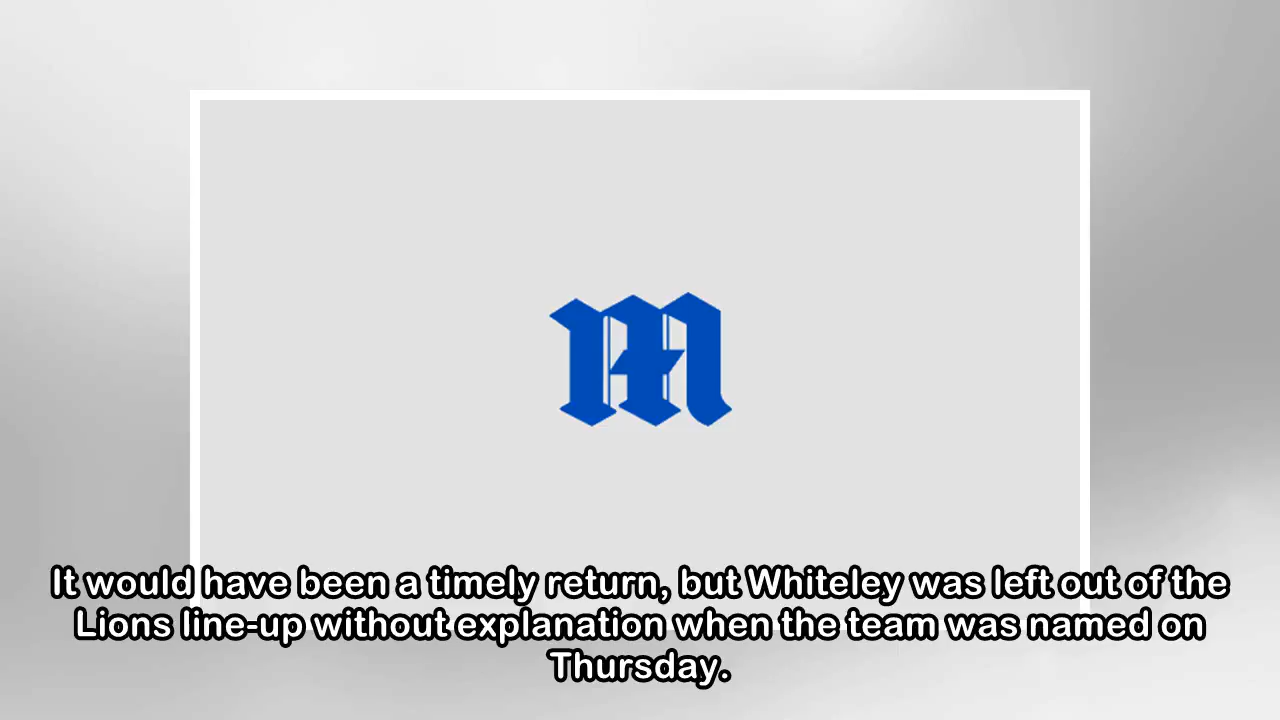 m
It would have been a timely return, but Whiteley was left out of the
Lions line-up without explanation when the team was named on
Thursday.